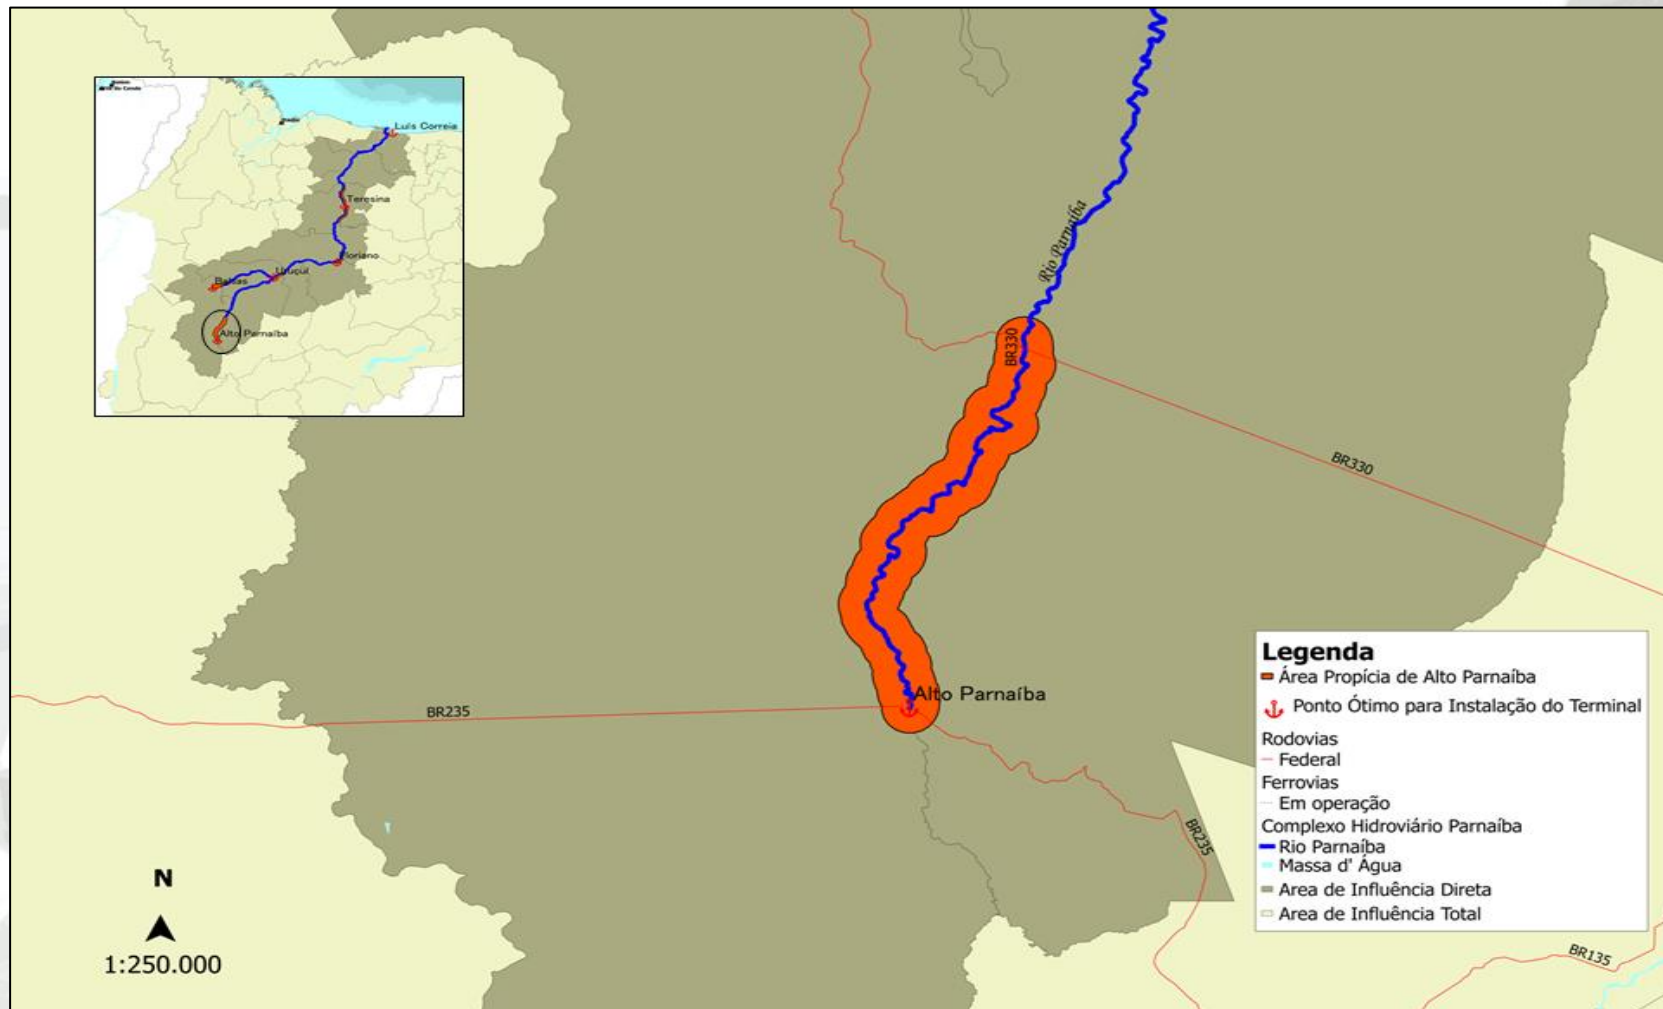 Luís Correia
Teresina
Floriano
Uruçuí
Balsas
Alto Parnaíba
Rio Parnaíba
BR330
BR330
Alto Parnaíba
BR235
BR235
BR135
N
1:250.000
Legenda
Área Propícia de Alto Parnaíba
Ponto Ótimo para Instalação do Terminal
Rodovias
Federal
Ferrovias
Em operação
Complexo Hidroviário Parnaíba
Rio Parnaíba
Massa d' Água
Area de Influência Direta
Area de Influência Total